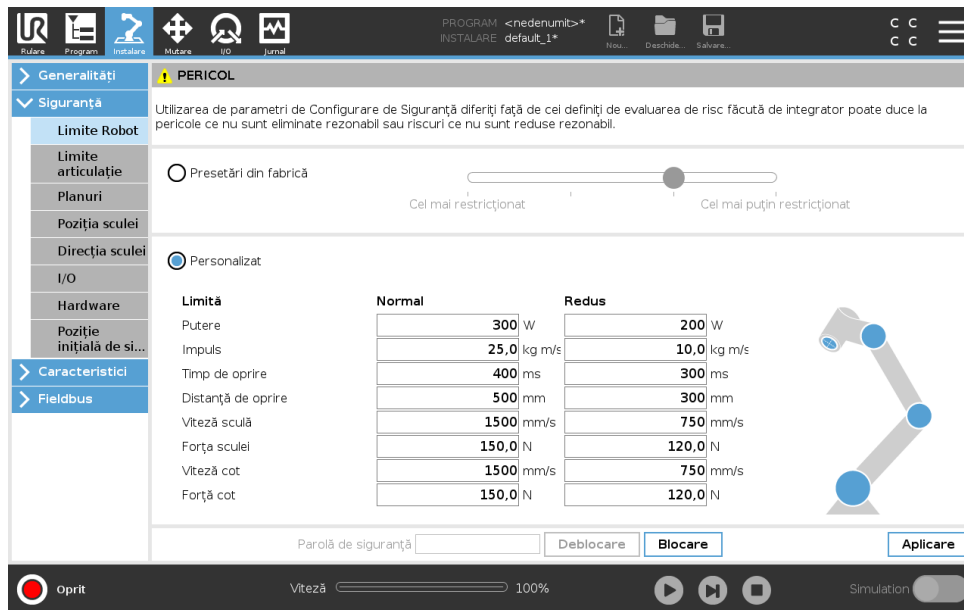 PROGRAM <nedenumit>*
INSTALARE default_1*
Rulare Program Instalare Mutare I/O Jurnal Nou... Deschide... Salvare...
C C
C C
Generalități
Siguranță
Limite Robot
Limite
articulație
Planuri
Poziția sculei
Direcția sculei
I/O
Hardware
Poziție
inițială de si...
Caracteristici
Fieldbus
PERICOL
Utilizarea de parametri de Configurare de Siguranță diferiți față de cei definiți de evaluarea de risc făcută de integrator poate duce la
pericole ce nu sunt eliminate rezonabil sau riscuri ce nu sunt reduse rezonabil.
Presetări din fabrică
Cel mai restricționat Cel mai puțin restricționat
Personalizat
Limită Normal Redus
Putere 300 W 200 W
Impuls 25,0 kg m/s 10,0 kg m/s
Timp de oprire 400 ms 300 ms
Distanță de oprire 500 mm 300 mm
Viteză sculă 1500 mm/s 750 mm/s
Forța sculei 150,0 N 120,0 N
Viteză cot 1500 mm/s 750 mm/s
Forță cot 150,0 N 120,0 N
Parolă de siguranță Deblocare Blocare Aplicare
Oprit Viteză 100% Simulation